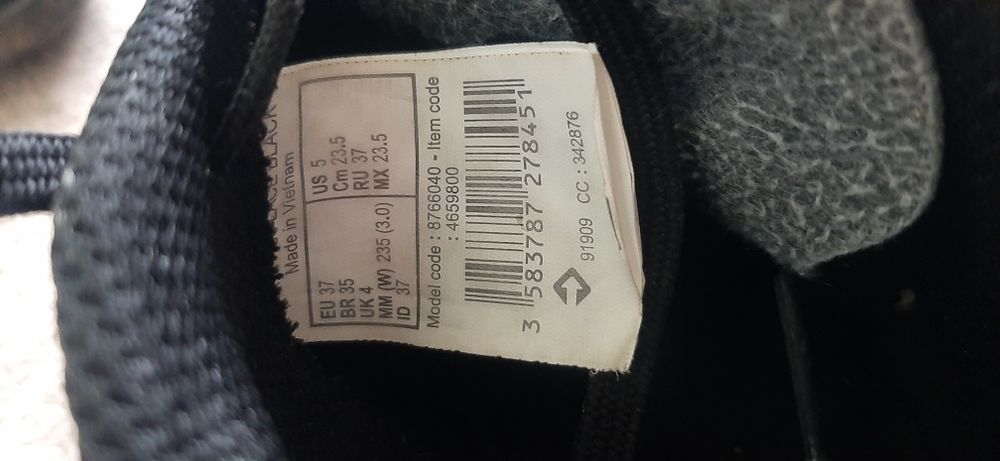 BLACK
Made in Vietnam
EU 37 US 5
BR 35 Cm 23.5
UK 4 RU 37
MM (W) 235 (3.0) MX 23.5
ID 37
Model code : 8766040 - Item code
: 4659800
3 583787 278451
91909 CC : 342876